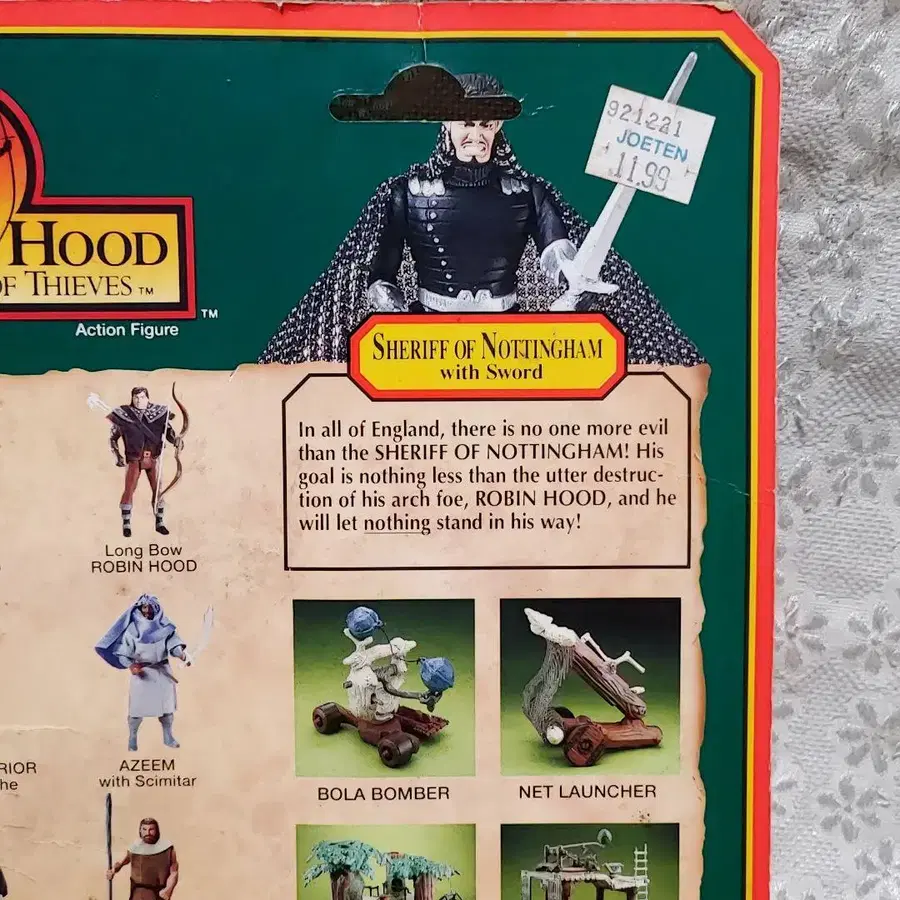 921221
JOETEN
11.99
HOOD
OF THIEVES TM
TM
Action Figure
SHERIFF OF NOTTINGHAM
with Sword
In all of England, there is no one more evil
than the SHERIFF OF NOTTINGHAM! His
goal is nothing less than the utter destruc-
tion of his arch foe, ROBIN HOOD, and he
will let nothing stand in his way!
Long Bow
ROBIN HOOD
AZEEM
with Scimitar
BOLA BOMBER
NET LAUNCHER